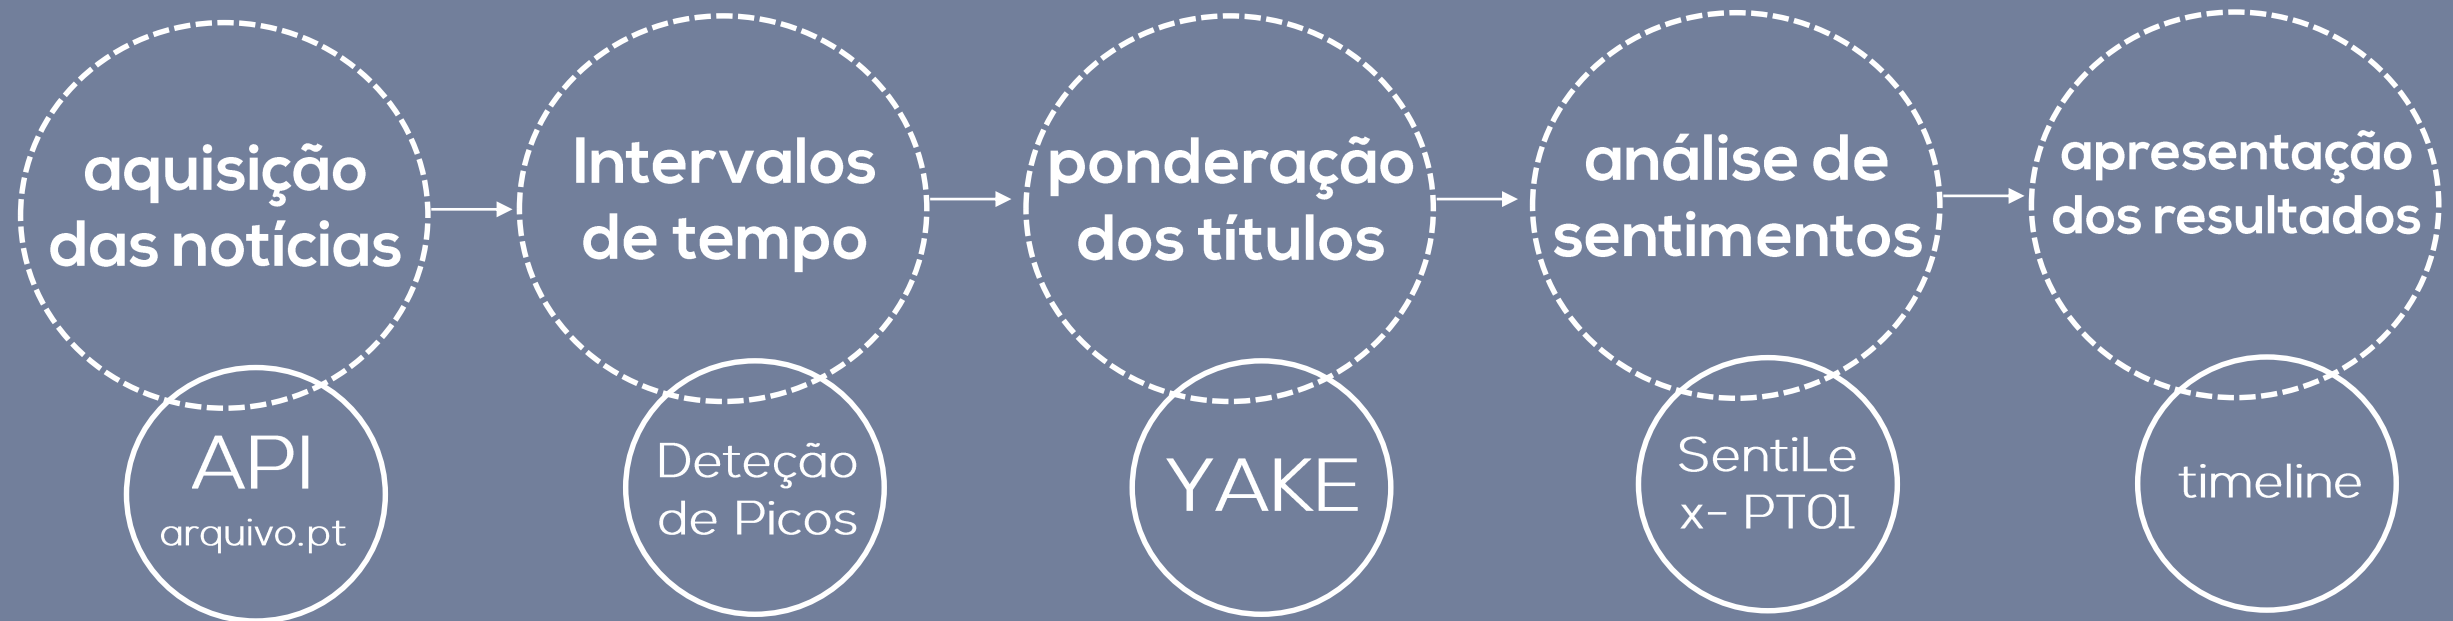 aquisição
das notícias
API
arquivo.pt
Intervalos
de tempo
Deteção
de Picos
ponderação
dos títulos
YAKE
análise de
sentimentos
SentiLe
x- PT01
apresentação
dos resultados
timeline